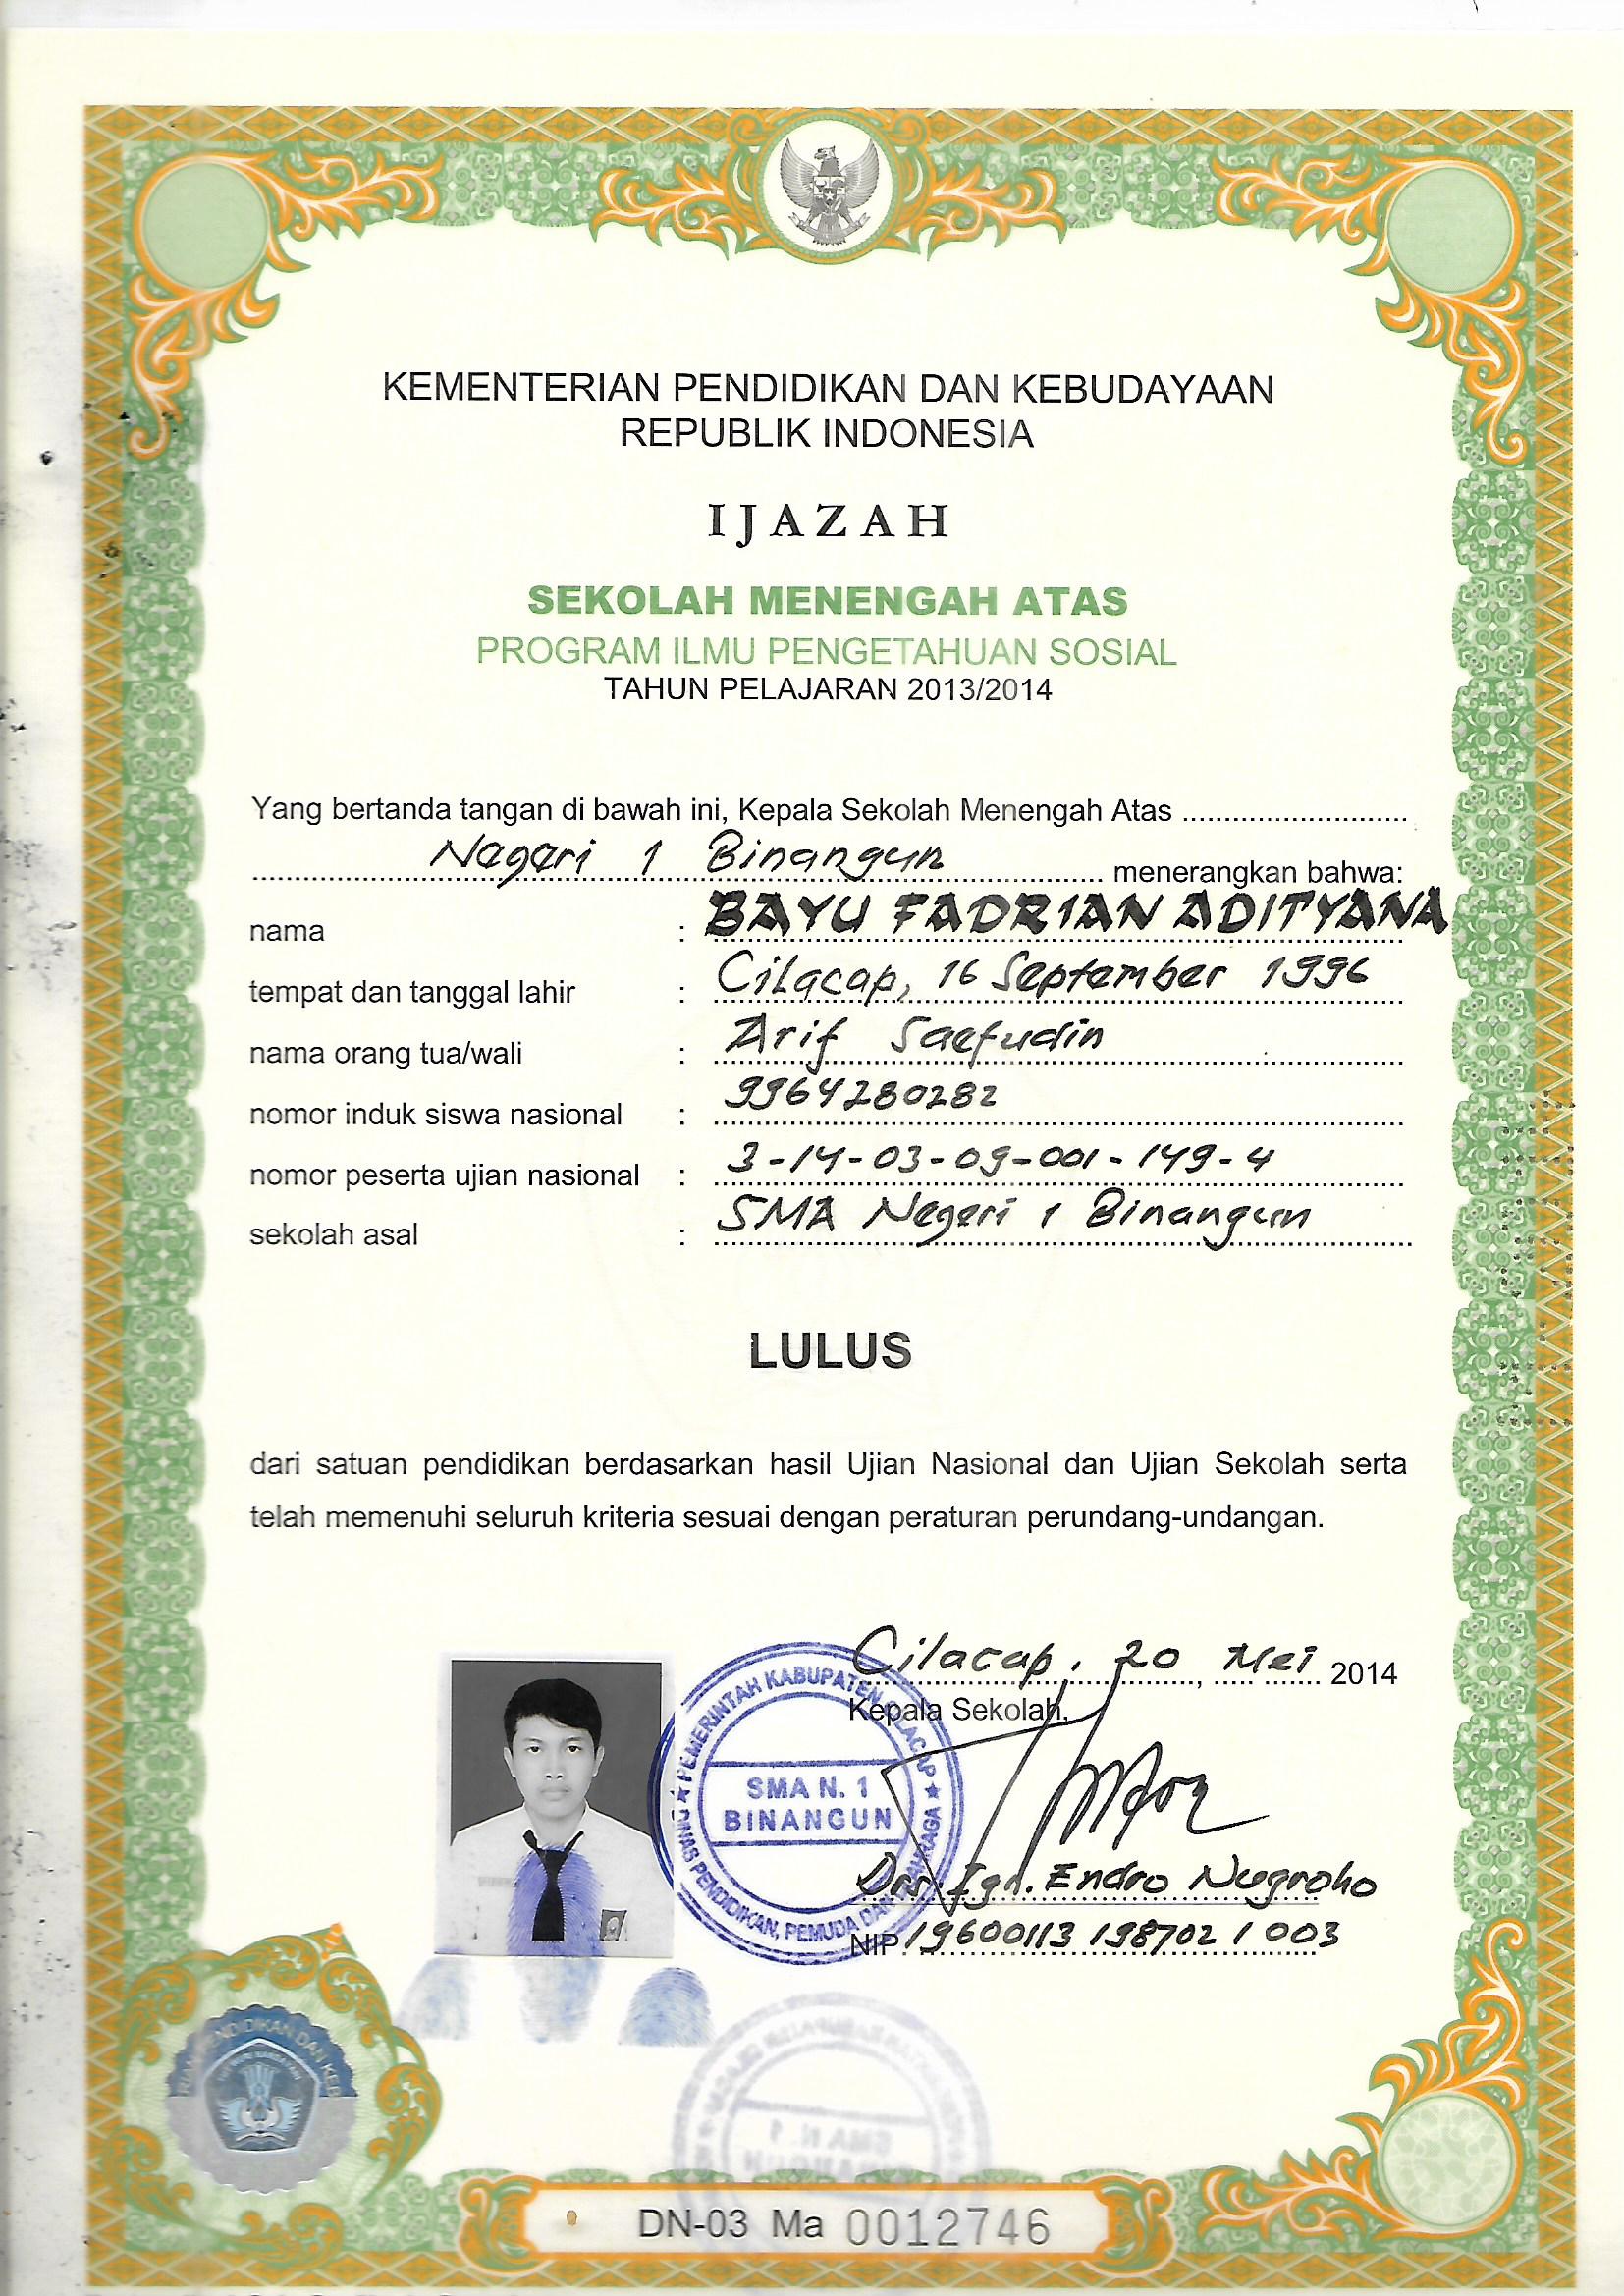 KEMENTERIAN PENDIDIKAN DAN KEBUDAYAAN
REPUBLIK INDONESIA
IJAZAH
SEKOLAH MENENGAH ATAS
PROGRAM ILMU PENGETAHUAN SOSIAL
TAHUN PELAJARAN 2013/2014
Yang bertanda tangan di bawah ini, Kepala Sekolah Menengah Atas ...........................
Negeri 1 Binangun menerangkan bahwa:
nama : BAYU FADRIAN ADITYANA
tempat dan tanggal lahir : Cilacap, 16 September 1996
nama orang tua/wali : Arif Saefudin
nomor induk siswa nasional : 9964280282
nomor peserta ujian nasional : 3-14-03-09-001-149-4
sekolah asal : SMA Negeri 1 Binangun
LULUS
dari satuan pendidikan berdasarkan hasil Ujian Nasional dan Ujian Sekolah serta
telah memenuhi seluruh kriteria sesuai dengan peraturan perundang-undangan.
Cilacap, 20 Mei 2014
Kepala Sekolah,
PEMERINTAH KABUPATEN CILACAP
SMA N. 1
BINANGUN
DINAS PENDIDIKAN, PEMUDA DAN OLAHRAGA
Drs. Ign. Endro Nugroho
NIP 19600113 198702 1 003
PENDIDIKAN DAN KEB
DN-03 Ma 0012746